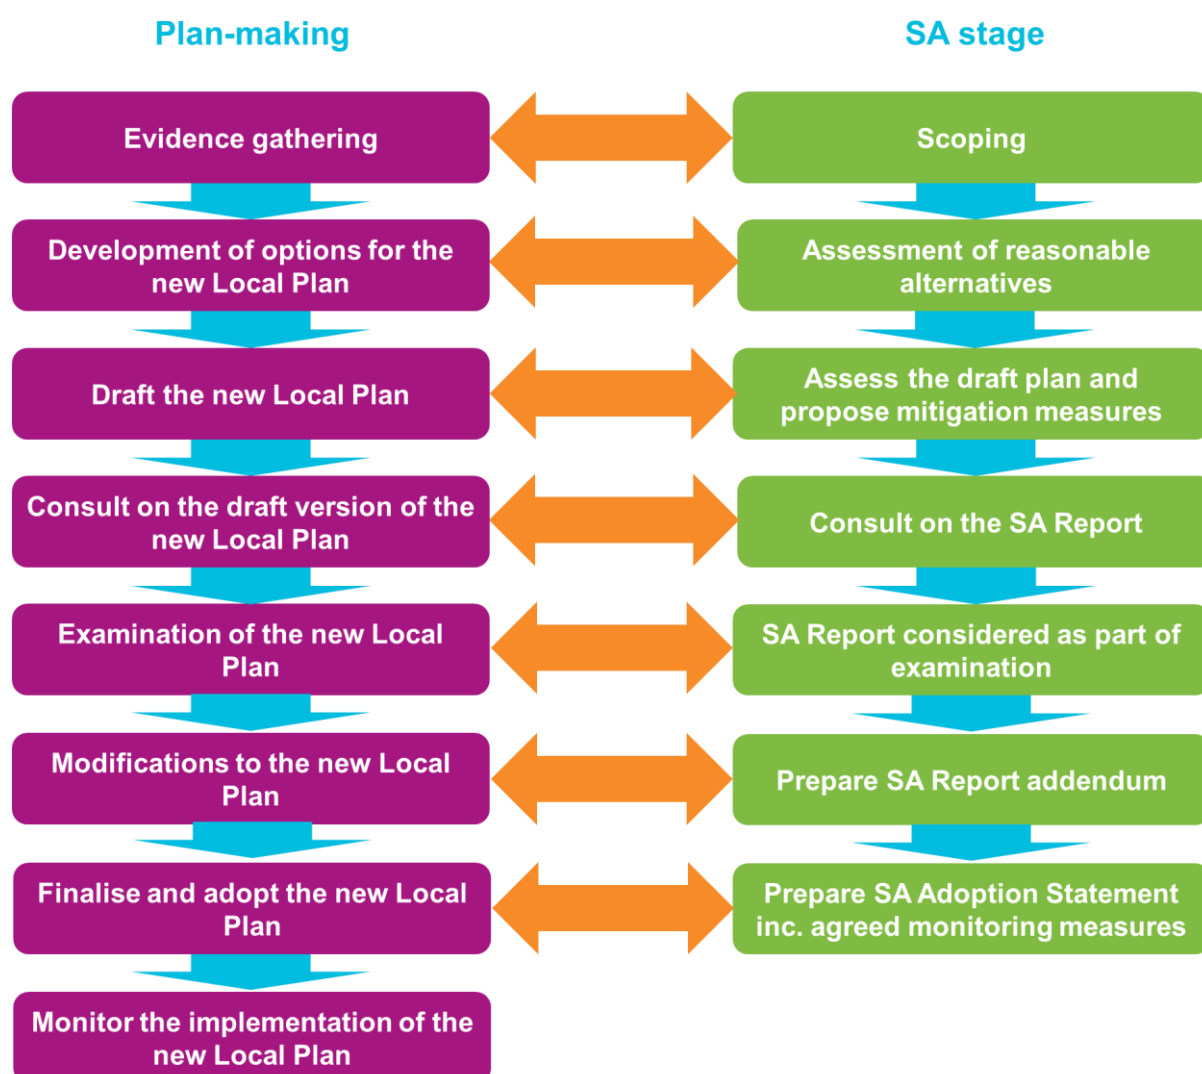 Plan-making
SA stage
Evidence gathering
Scoping
Development of options for the
new Local Plan
Assessment of reasonable
alternatives
Draft the new Local Plan
Assess the draft plan and
propose mitigation measures
Consult on the draft version of the
new Local Plan
Consult on the SA Report
Examination of the new Local
Plan
SA Report considered as part of
examination
Modifications to the new Local
Plan
Prepare SA Report addendum
Finalise and adopt the new Local
Plan
Prepare SA Adoption Statement
inc. agreed monitoring measures
Monitor the implementation of the
new Local Plan